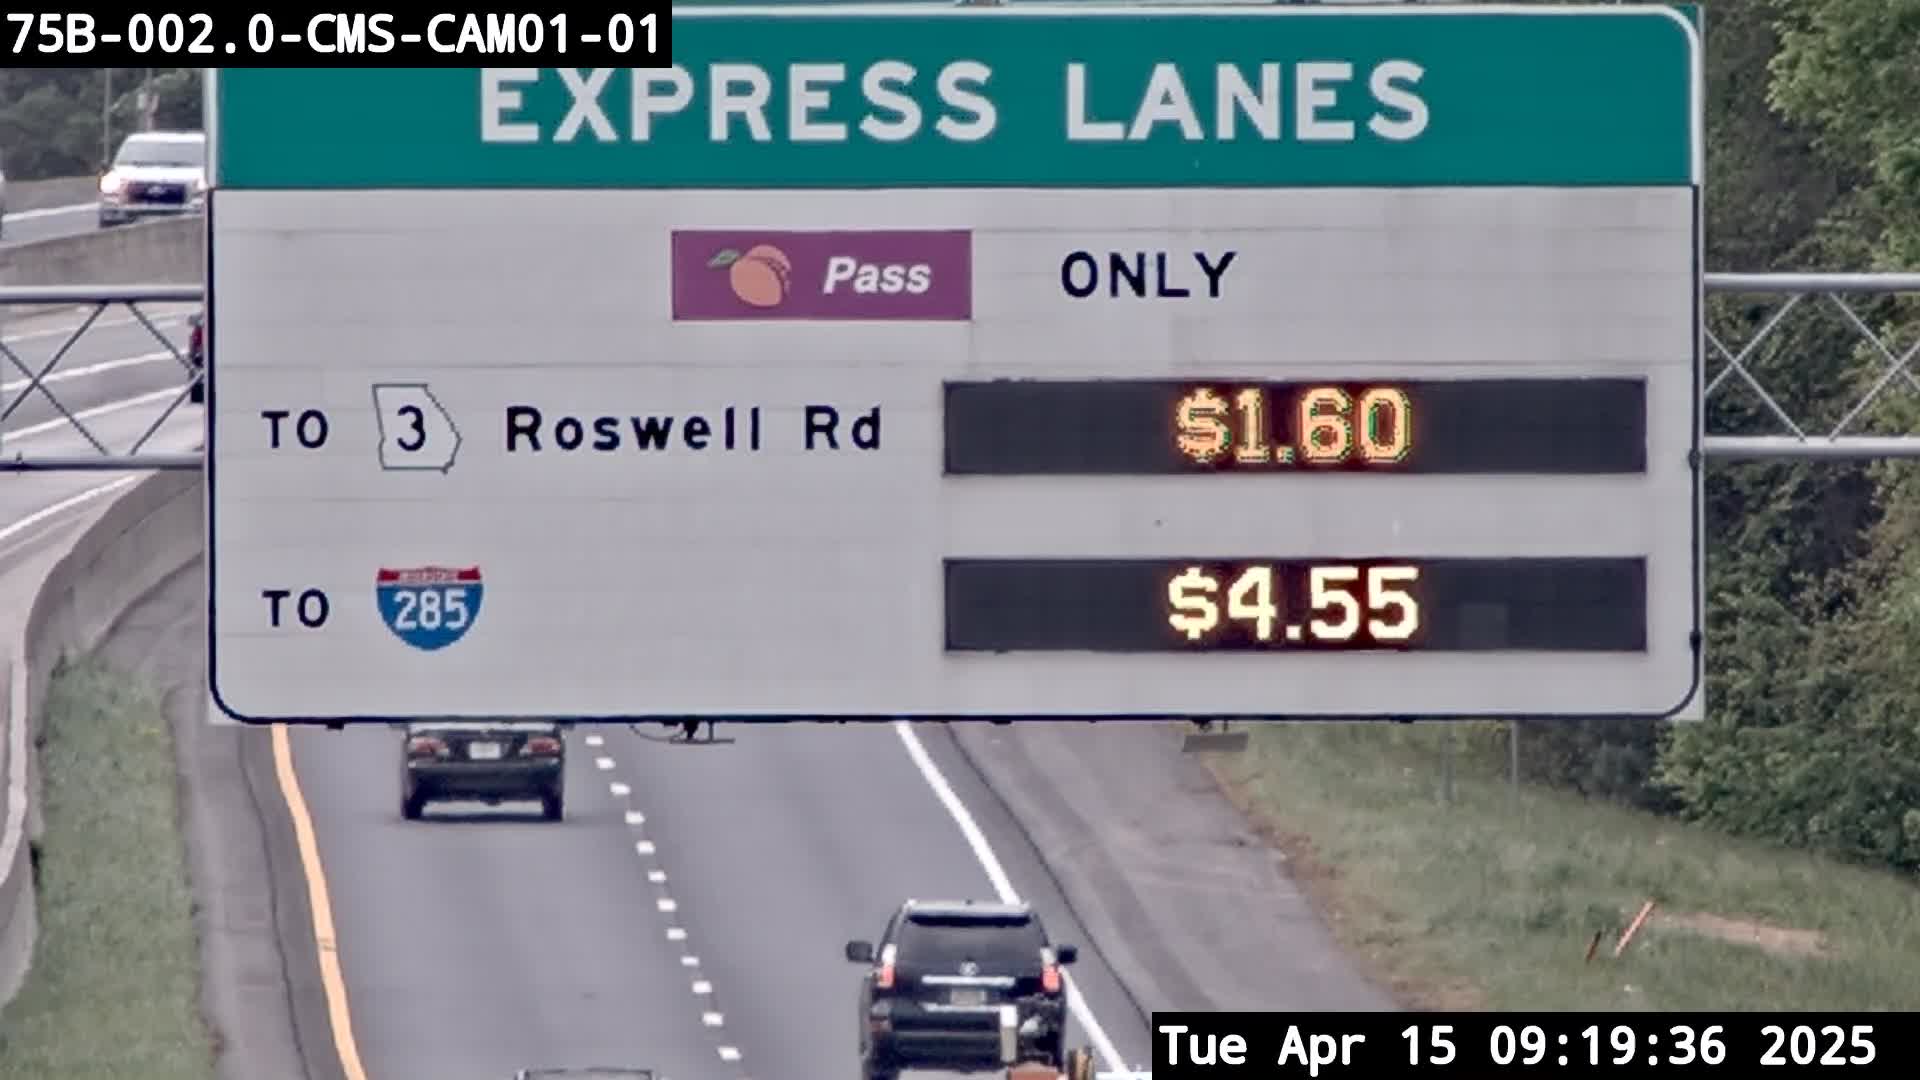 75B-002.0-CMS-CAM01-01
EXPRESS LANES
Pass ONLY
TO 3 Roswell Rd $1.60
TO 285 $4.55
Tue Apr 15 09:19:36 2025